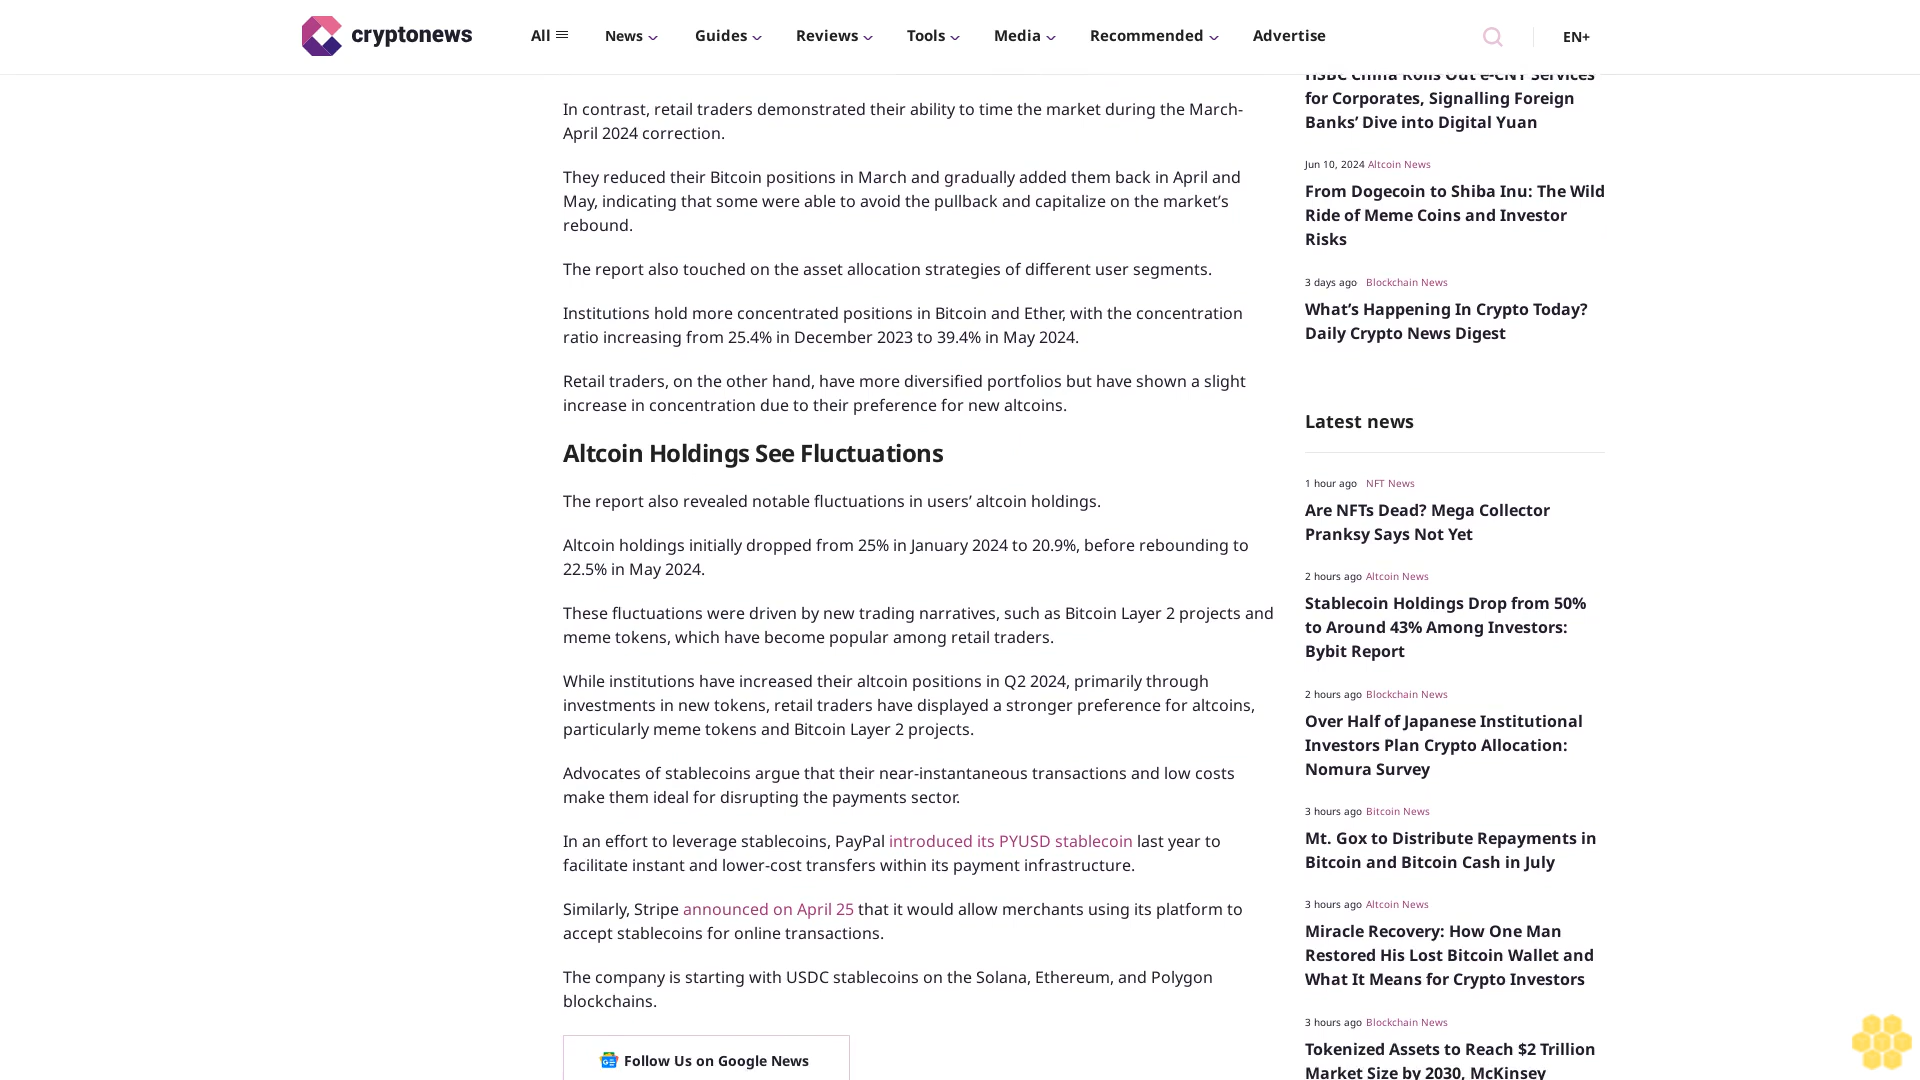 cryptonews
All
News
Guides
Reviews
Tools
Media
Recommended
Advertise
EN+
In contrast, retail traders demonstrated their ability to time the market during the March-
April 2024 correction.
They reduced their Bitcoin positions in March and gradually added them back in April and
May, indicating that some were able to avoid the pullback and capitalize on the market’s
rebound.
The report also touched on the asset allocation strategies of different user segments.
Institutions hold more concentrated positions in Bitcoin and Ether, with the concentration
ratio increasing from 25.4% in December 2023 to 39.4% in May 2024.
Retail traders, on the other hand, have more diversified portfolios but have shown a slight
increase in concentration due to their preference for new altcoins.
Altcoin Holdings See Fluctuations
The report also revealed notable fluctuations in users’ altcoin holdings.
Altcoin holdings initially dropped from 25% in January 2024 to 20.9%, before rebounding to
22.5% in May 2024.
These fluctuations were driven by new trading narratives, such as Bitcoin Layer 2 projects and
meme tokens, which have become popular among retail traders.
While institutions have increased their altcoin positions in Q2 2024, primarily through
investments in new tokens, retail traders have displayed a stronger preference for altcoins,
particularly meme tokens and Bitcoin Layer 2 projects.
Advocates of stablecoins argue that their near-instantaneous transactions and low costs
make them ideal for disrupting the payments sector.
In an effort to leverage stablecoins, PayPal introduced its PYUSD stablecoin last year to
facilitate instant and lower-cost transfers within its payment infrastructure.
Similarly, Stripe announced on April 25 that it would allow merchants using its platform to
accept stablecoins for online transactions.
The company is starting with USDC stablecoins on the Solana, Ethereum, and Polygon
blockchains.
Follow Us on Google News
HSBC China Rolls Out e-CNY Services
for Corporates, Signalling Foreign
Banks’ Dive into Digital Yuan
Jun 10, 2024 Altcoin News
From Dogecoin to Shiba Inu: The Wild
Ride of Meme Coins and Investor
Risks
3 days ago Blockchain News
What’s Happening In Crypto Today?
Daily Crypto News Digest
Latest news
1 hour ago NFT News
Are NFTs Dead? Mega Collector
Pranksy Says Not Yet
2 hours ago Altcoin News
Stablecoin Holdings Drop from 50%
to Around 43% Among Investors:
Bybit Report
2 hours ago Blockchain News
Over Half of Japanese Institutional
Investors Plan Crypto Allocation:
Nomura Survey
3 hours ago Bitcoin News
Mt. Gox to Distribute Repayments in
Bitcoin and Bitcoin Cash in July
3 hours ago Altcoin News
Miracle Recovery: How One Man
Restored His Lost Bitcoin Wallet and
What It Means for Crypto Investors
3 hours ago Blockchain News
Tokenized Assets to Reach $2 Trillion
Market Size by 2030, McKinsey